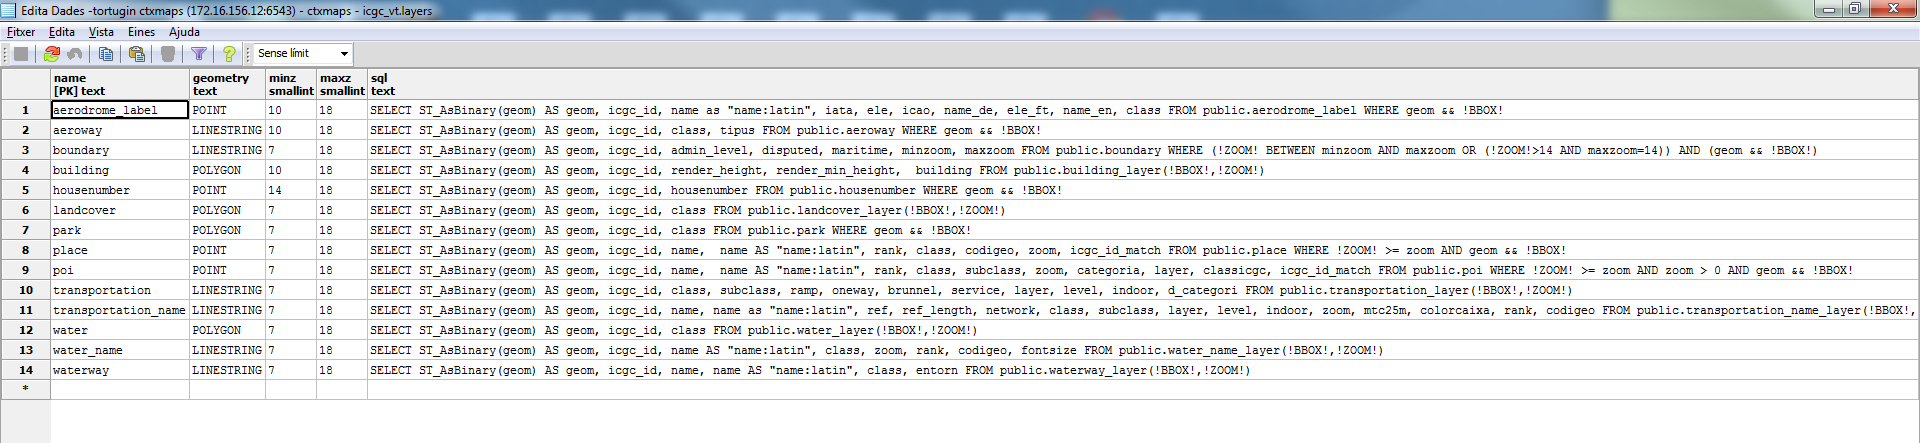 Edita Dades -tortugin ctxmaps (172.16.156.12:6543) - ctxmaps - icgc_vt.layers
Fitxer Edita Vista Eines Ajuda
Sense límit
name geometry minz maxz sql
[PK] text text smallint smallint text
1 aerodrome_label POINT 10 18 SELECT ST_AsBinary(geom) AS geom, icgc_id, name as "name:latin", iata, ele, icao, name_de, ele_ft, name_en, class FROM public.aerodrome_label WHERE geom && !BBOX!
2 aeroway LINESTRING 10 18 SELECT ST_AsBinary(geom) AS geom, icgc_id, class, tipus FROM public.aeroway WHERE geom && !BBOX!
3 boundary LINESTRING 7 18 SELECT ST_AsBinary(geom) AS geom, icgc_id, admin_level, disputed, maritime, minzoom, maxzoom FROM public.boundary WHERE (!ZOOM! BETWEEN minzoom AND maxzoom OR (!ZOOM!>14 AND maxzoom=14)) AND (geom && !BBOX!)
4 building POLYGON 10 18 SELECT ST_AsBinary(geom) AS geom, icgc_id, render_height, render_min_height,  building FROM public.building_layer(!BBOX!,!ZOOM!)
5 housenumber POINT 14 18 SELECT ST_AsBinary(geom) AS geom, icgc_id, housenumber FROM public.housenumber WHERE geom && !BBOX!
6 landcover POLYGON 7 18 SELECT ST_AsBinary(geom) AS geom, icgc_id, class FROM public.landcover_layer(!BBOX!,!ZOOM!)
7 park POLYGON 7 18 SELECT ST_AsBinary(geom) AS geom, icgc_id, class FROM public.park WHERE geom && !BBOX!
8 place POINT 7 18 SELECT ST_AsBinary(geom) AS geom, icgc_id, name,  name AS "name:latin", rank, class, codigeo, zoom, icgc_id_match FROM public.place WHERE !ZOOM! >= zoom AND geom && !BBOX!
9 poi POINT 7 18 SELECT ST_AsBinary(geom) AS geom, icgc_id, name,  name AS "name:latin", rank, class, subclass, zoom, categoria, layer, classicgc, icgc_id_match FROM public.poi WHERE !ZOOM! >= zoom AND zoom > 0 AND geom && !BBOX!
10 transportation LINESTRING 7 18 SELECT ST_AsBinary(geom) AS geom, icgc_id, class, subclass, ramp, oneway, brunnel, service, layer, level, indoor, d_categori FROM public.transportation_layer(!BBOX!,!ZOOM!)
11 transportation_name LINESTRING 7 18 SELECT ST_AsBinary(geom) AS geom, icgc_id, name, name as "name:latin", ref, ref_length, network, class, subclass, layer, level, indoor, zoom, mtc25m, colorcaixa, rank, codigeo FROM public.transportation_name_layer(!BBOX!,
12 water POLYGON 7 18 SELECT ST_AsBinary(geom) AS geom, icgc_id, class FROM public.water_layer(!BBOX!,!ZOOM!)
13 water_name LINESTRING 7 18 SELECT ST_AsBinary(geom) AS geom, icgc_id, name AS "name:latin", class, zoom, rank, codigeo, fontsize FROM public.water_name_layer(!BBOX!,!ZOOM!)
14 waterway LINESTRING 7 18 SELECT ST_AsBinary(geom) AS geom, icgc_id, name, name AS "name:latin", class, entorn FROM public.waterway_layer(!BBOX!,!ZOOM!)
*